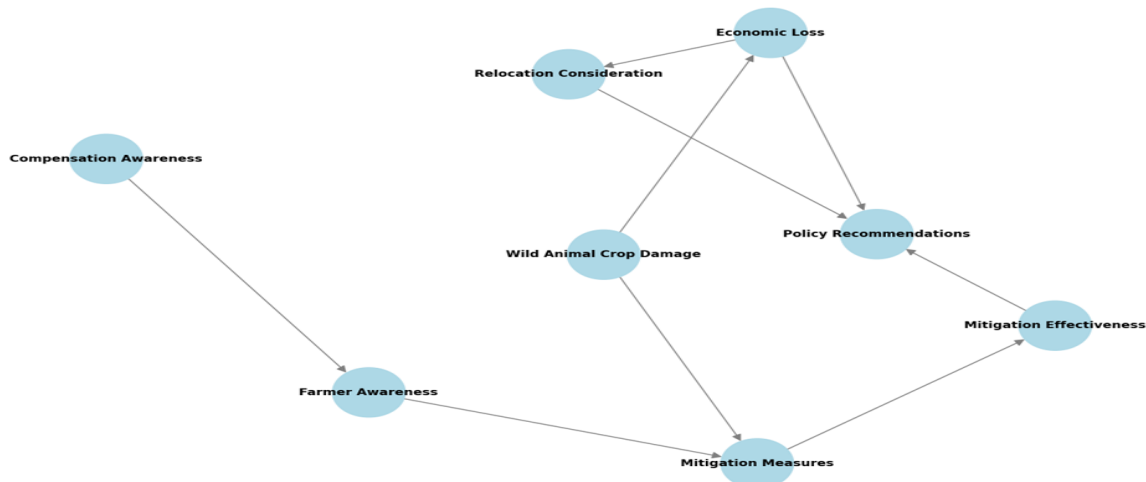 Economic Loss
Relocation Consideration
Compensation Awareness
Policy Recommendations
Wild Animal Crop Damage
Mitigation Effectiveness
Farmer Awareness
Mitigation Measures